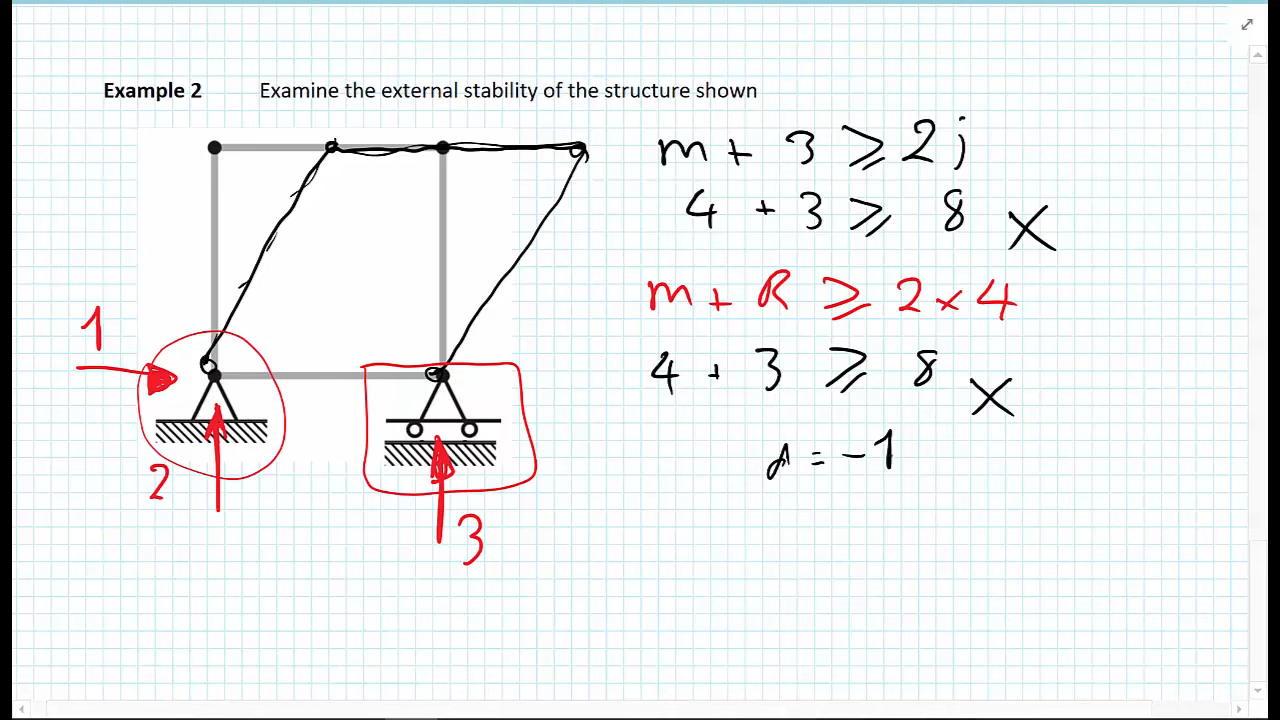 Example 2 Examine the external stability of the structure shown
m + 3 ⩾ 2j
4 + 3 ⩾ 8 X
m + R ⩾ 2 x 4
4 + 3 ⩾ 8 X
= -1
1
2
3